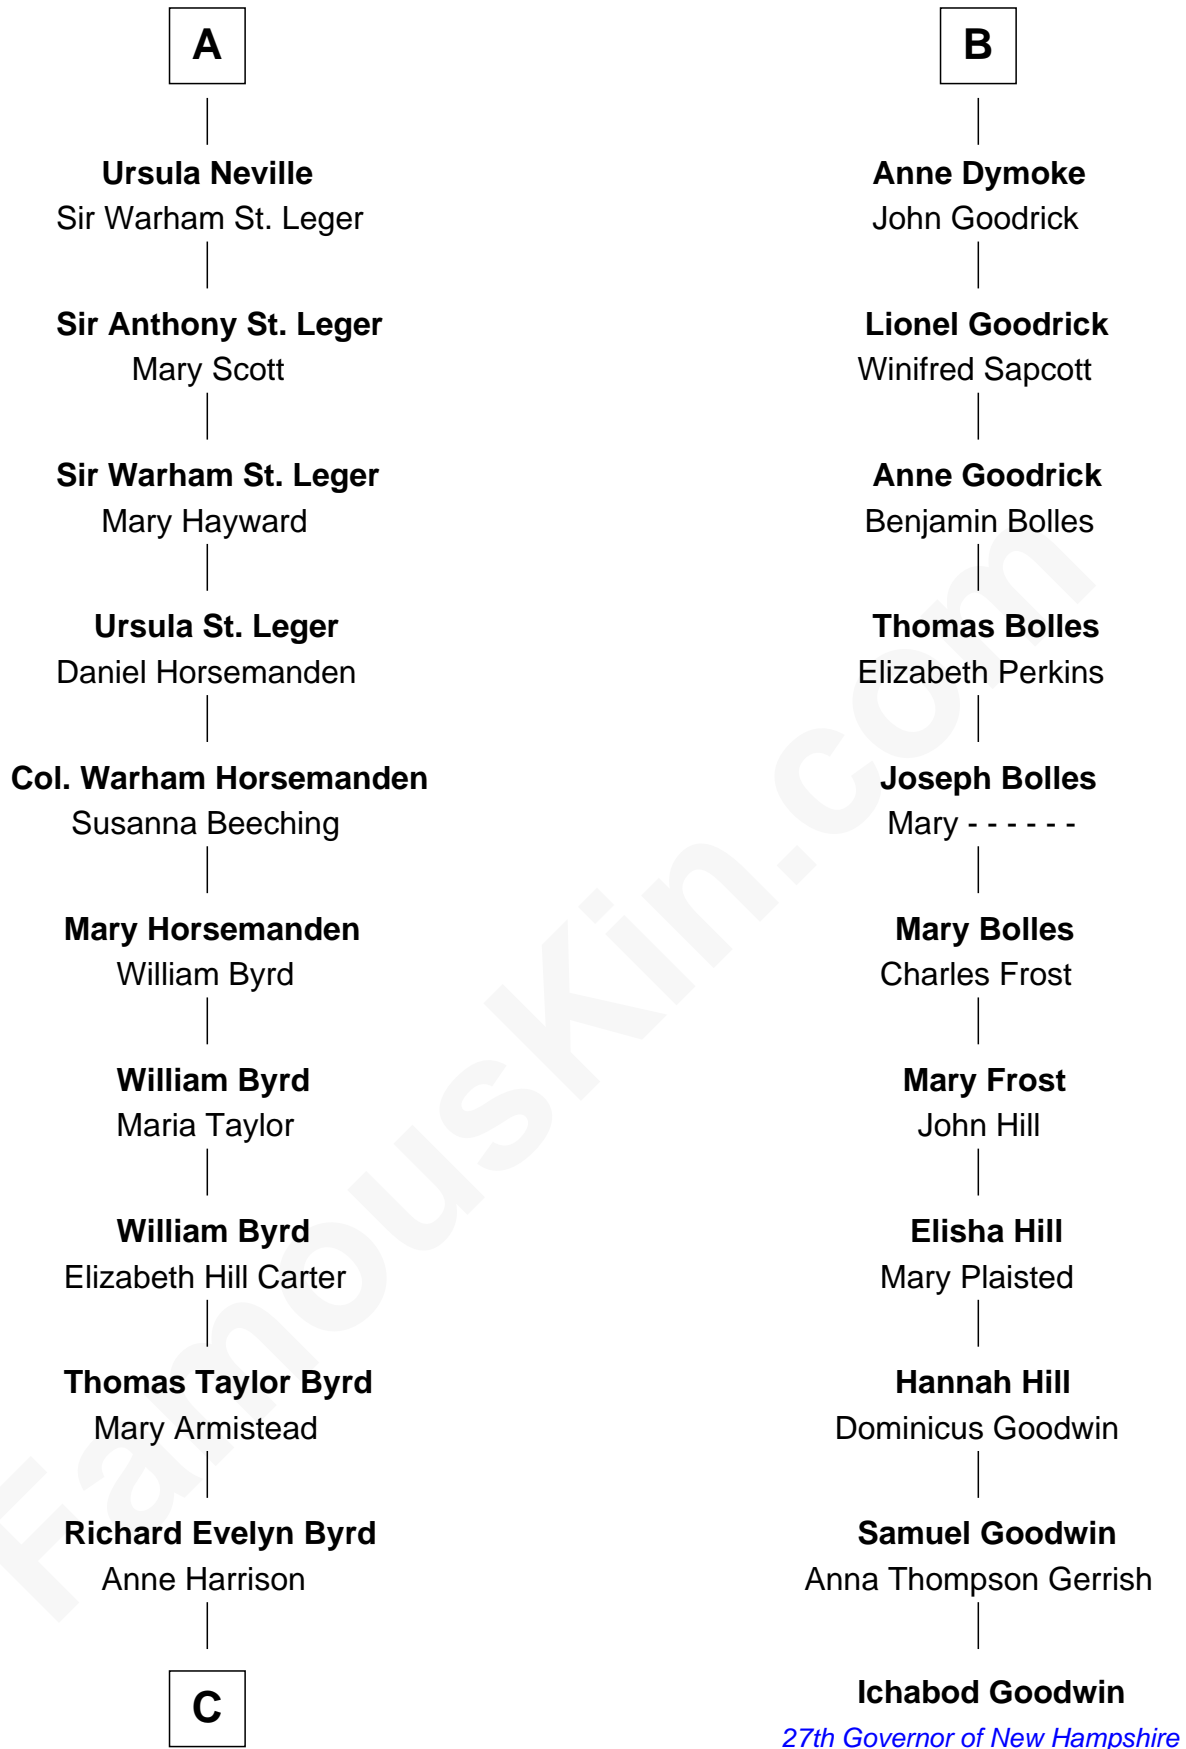 A
Ursula Neville
Sir Warham St. Leger
Sir Anthony St. Leger
Mary Scott
Sir Warham St. Leger
Mary Hayward
Ursula St. Leger
Daniel Horsemanden
Col. Warham Horsemanden
Susanna Beeching
Mary Horsemanden
William Byrd
William Byrd
Maria Taylor
William Byrd
Elizabeth Hill Carter
Thomas Taylor Byrd
Mary Armistead
Richard Evelyn Byrd
Anne Harrison
C
B
Anne Dymoke
John Goodrick
Lionel Goodrick
Winifred Sapcott
Anne Goodrick
Benjamin Bolles
Thomas Bolles
Elizabeth Perkins
Joseph Bolles
Mary - - - - - -
Mary Bolles
Charles Frost
Mary Frost
John Hill
Elisha Hill
Mary Plaisted
Hannah Hill
Dominicus Goodwin
Samuel Goodwin
Anna Thompson Gerrish
Ichabod Goodwin
27th Governor of New Hampshire
FamousKin.com